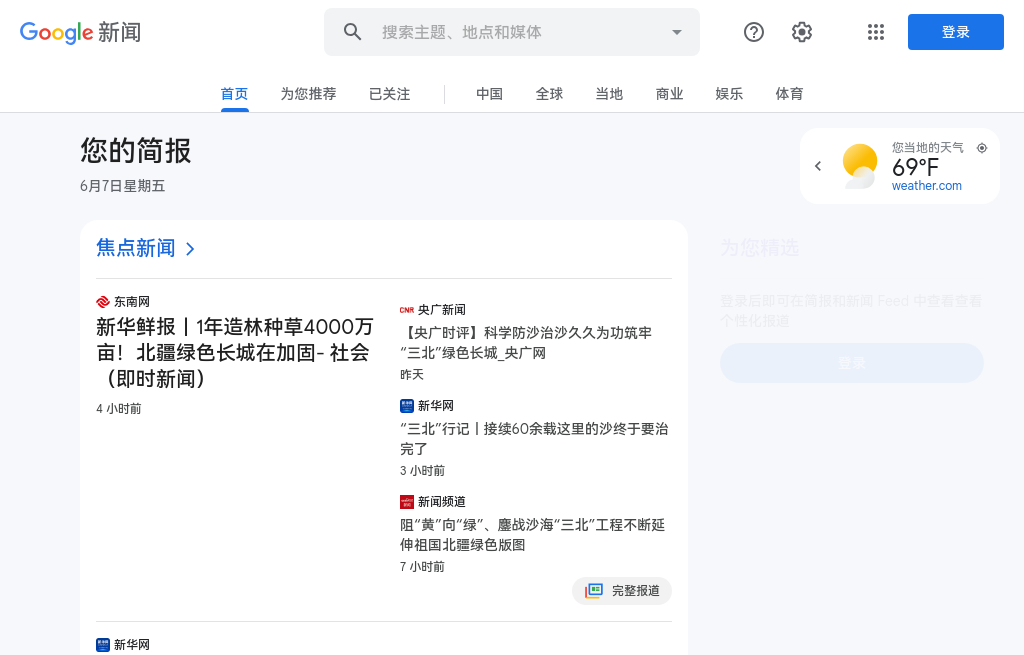 Google 新闻
搜索主题、地点和媒体
登录
首页
为您推荐
已关注
中国
全球
当地
商业
娱乐
体育
您的简报
6月7日星期五
您当地的天气
69°F
weather.com
焦点新闻
东南网
新华鲜报丨1年造林种草4000万
亩！北疆绿色长城在加固- 社会
（即时新闻）
4 小时前
CNR 央广新闻
【央广时评】科学防沙治沙久久为功筑牢
“三北”绿色长城_央广网
昨天
新华网
“三北”行记丨接续60余载这里的沙终于要治
完了
3 小时前
新闻频道
阻“黄”向“绿”、鏖战沙海“三北”工程不断延
伸祖国北疆绿色版图
7 小时前
完整报道
新华网
为您精选
登录后即可在简报和新闻 Feed 中查看查看
个性化报道
登录